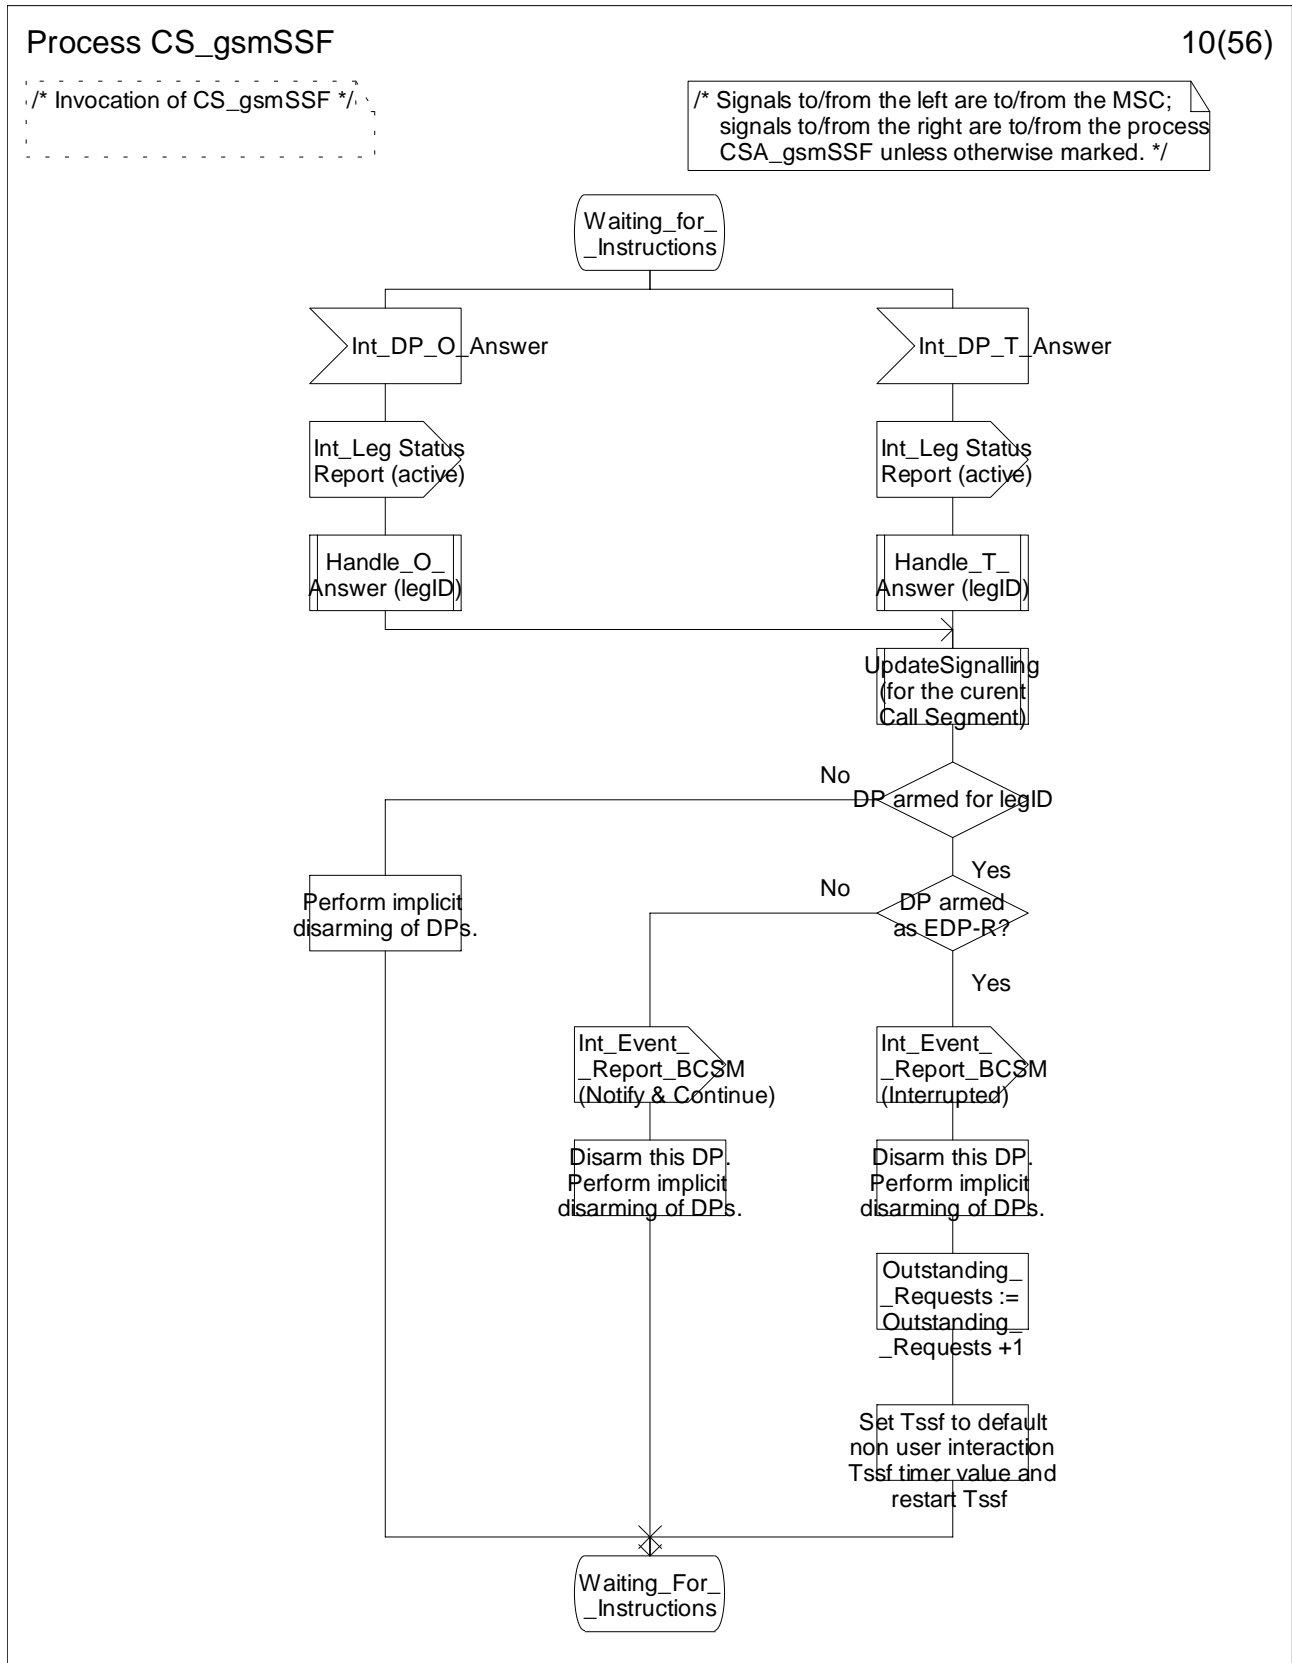 Process CS_gsmSSF
10(56)
/* Invocation of CS_gsmSSF */
/* Signals to/from the left are to/from the MSC;
signals to/from the right are to/from the process
CSA_gsmSSF unless otherwise marked. */
Waiting_for_
_Instructions
Int_DP_O_Answer
Int_DP_T_Answer
Int_Leg Status
Report (active)
Int_Leg Status
Report (active)
Handle_O_
Answer (legID)
Handle_T_
Answer (legID)
UpdateSignalling
(for the curent
Call Segment)
No
DP armed for legID
Yes
Perform implicit
disarming of DPs.
No
DP armed
as EDP-R?
Yes
Int_Event_
_Report_BCSM
(Notify & Continue)
Int_Event_
_Report_BCSM
(Interrupted)
Disarm this DP.
Perform implicit
disarming of DPs.
Disarm this DP.
Perform implicit
disarming of DPs.
Outstanding_
_Requests :=
Outstanding_
_Requests +1
Set Tssf to default
non user interaction
Tssf timer value and
restart Tssf
Waiting_For_
_Instructions